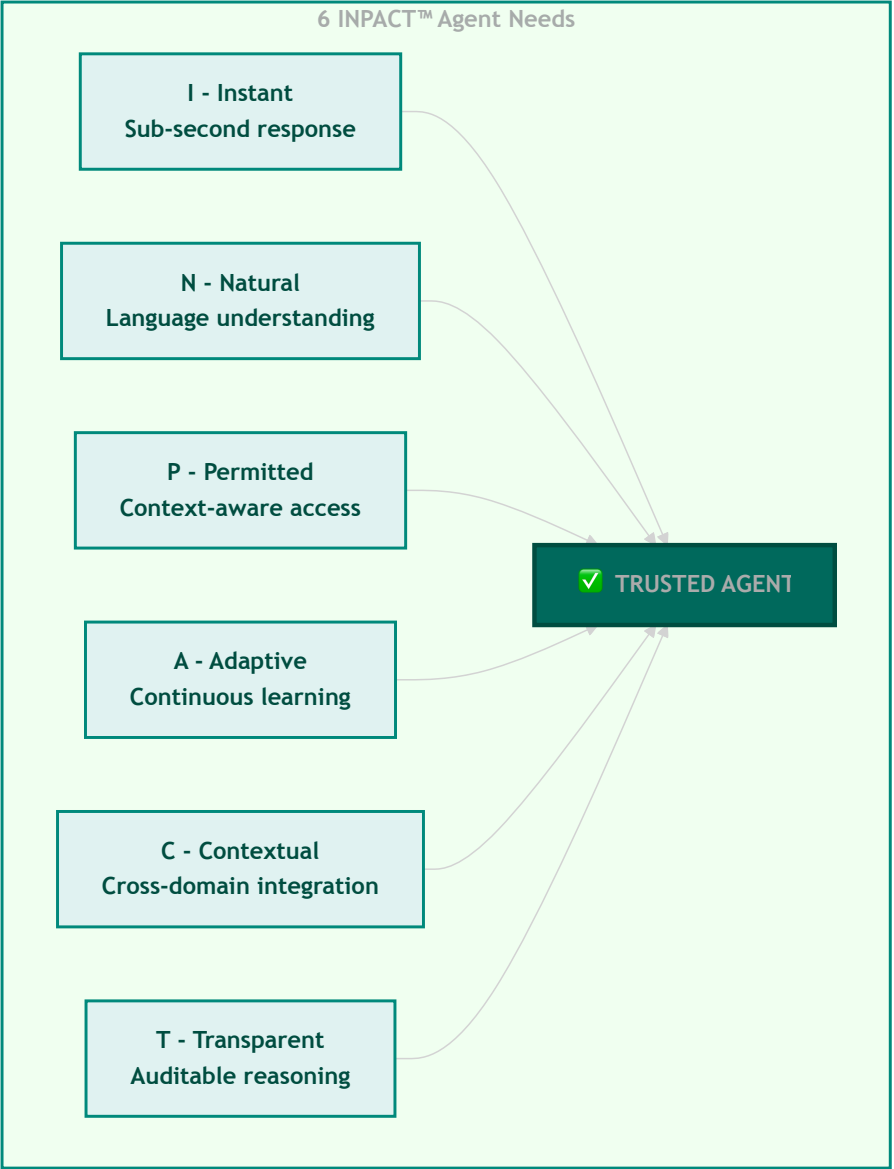 6 INPACT™ Agent Needs
I - Instant
Sub-second response
N - Natural
Language understanding
P - Permitted
Context-aware access
✅ TRUSTED AGENT
A - Adaptive
Continuous learning
C - Contextual
Cross-domain integration
T - Transparent
Auditable reasoning